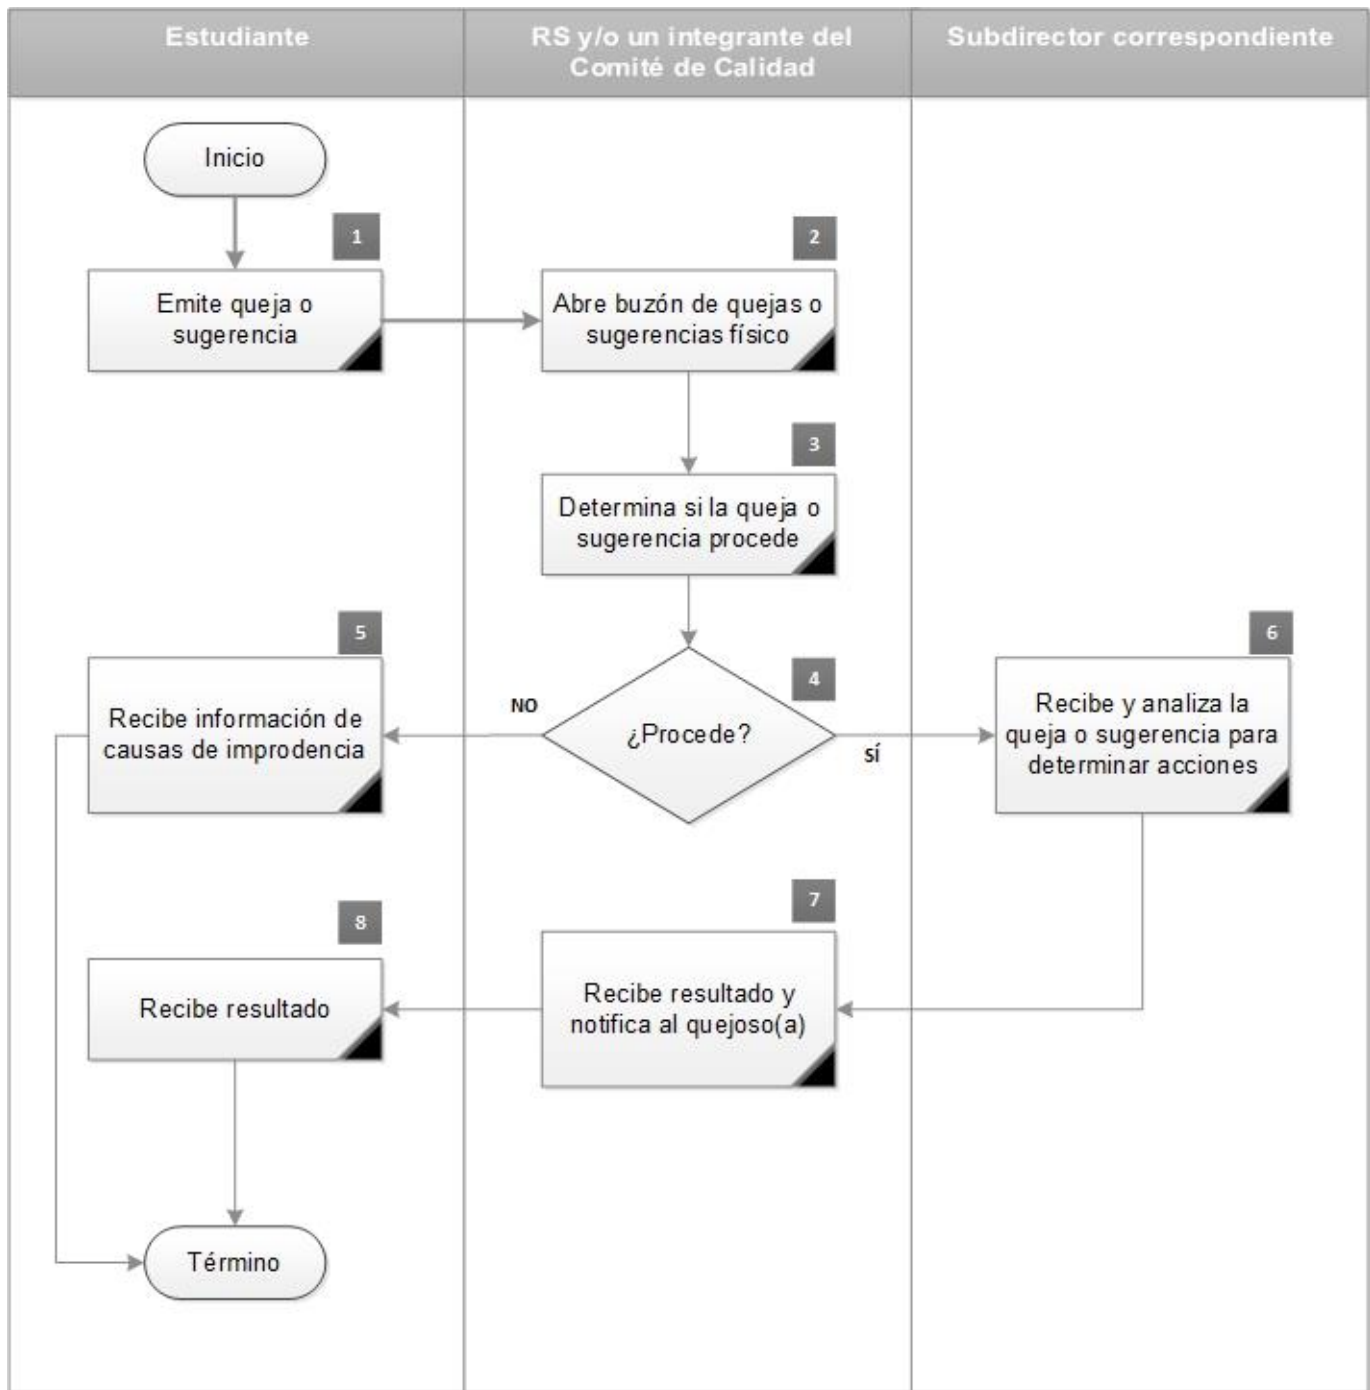 Estudiante
RS y/o un integrante del
Comité de Calidad
Subdirector correspondiente
Inicio
1
Emite queja o
sugerencia
2
Abre buzón de quejas o
sugerencias físico
3
Determina si la queja o
sugerencia procede
4
¿Procede?
NO
SÍ
5
Recibe información de
causas de improdencia
6
Recibe y analiza la
queja o sugerencia para
determinar acciones
7
Recibe resultado y
notifica al quejoso(a)
8
Recibe resultado
Término